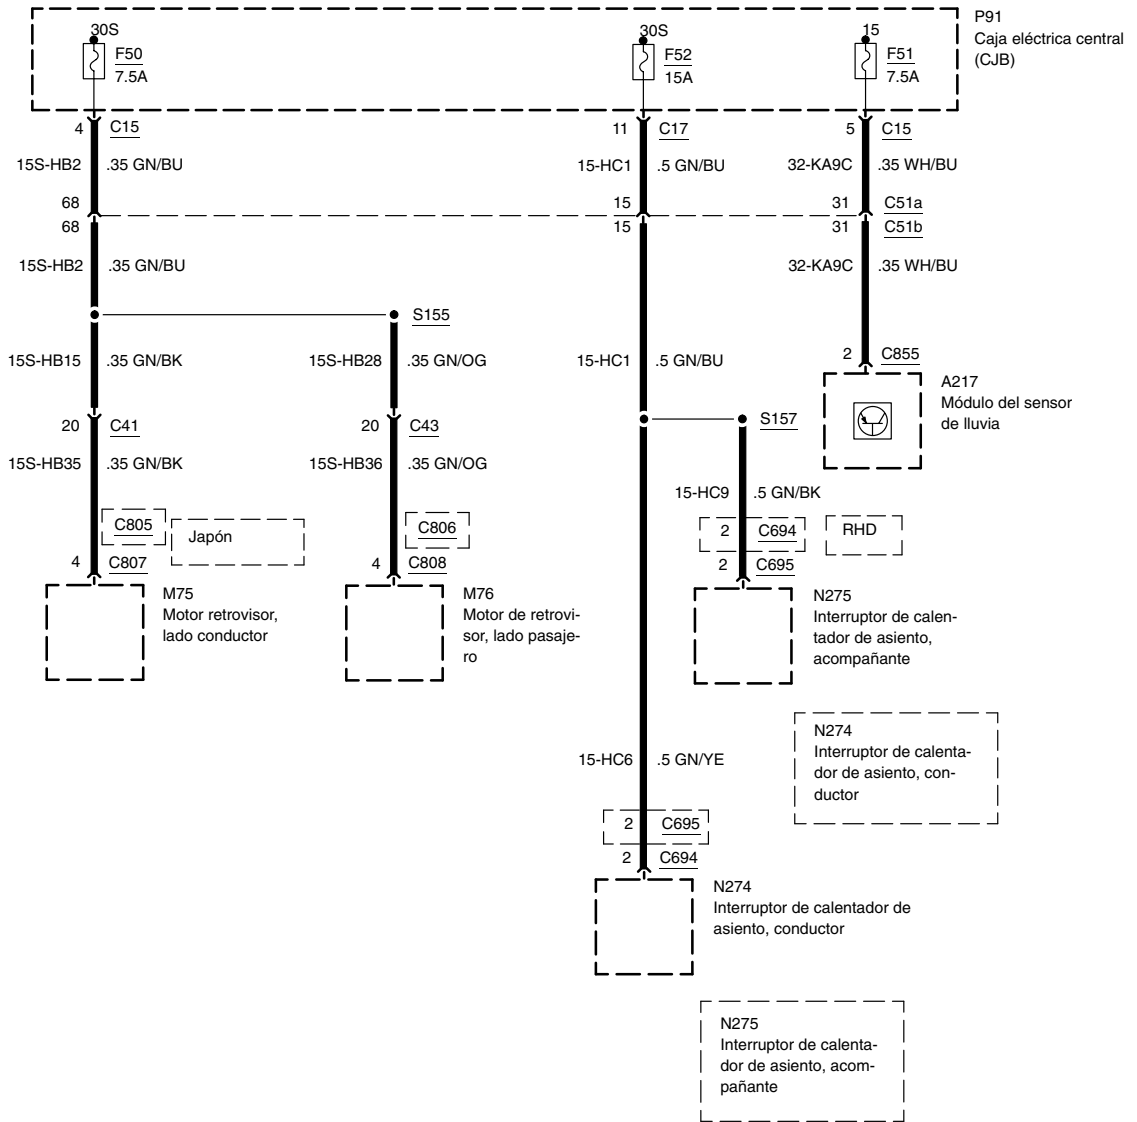 P91
Caja eléctrica central
(CJB)
30S
F50
7.5A
30S
F52
15A
15
F51
7.5A
4 C15
11 C17
5 C15
15S-HB2 .35 GN/BU
15-HC1 .5 GN/BU
32-KA9C .35 WH/BU
68
15
31 C51a
68
15
31 C51b
15S-HB2 .35 GN/BU
32-KA9C .35 WH/BU
S155
15S-HB15 .35 GN/BK
15S-HB28 .35 GN/OG
15-HC1 .5 GN/BU
2 C855
A217
Módulo del sensor
de lluvia
20 C41
20 C43
S157
15S-HB35 .35 GN/BK
15S-HB36 .35 GN/OG
15-HC9 .5 GN/BK
C805
Japón
C806
2 C694
RHD
4 C807
4 C808
2 C695
M75
Motor retrovisor,
lado conductor
M76
Motor de retrovi-
sor, lado pasaje-
ro
N275
Interruptor de calen-
tador de asiento,
acompañante
N274
Interruptor de calenta-
dor de asiento, con-
ductor
15-HC6 .5 GN/YE
2 C695
2 C694
N274
Interruptor de calentador de
asiento, conductor
N275
Interruptor de calenta-
dor de asiento, acom-
pañante